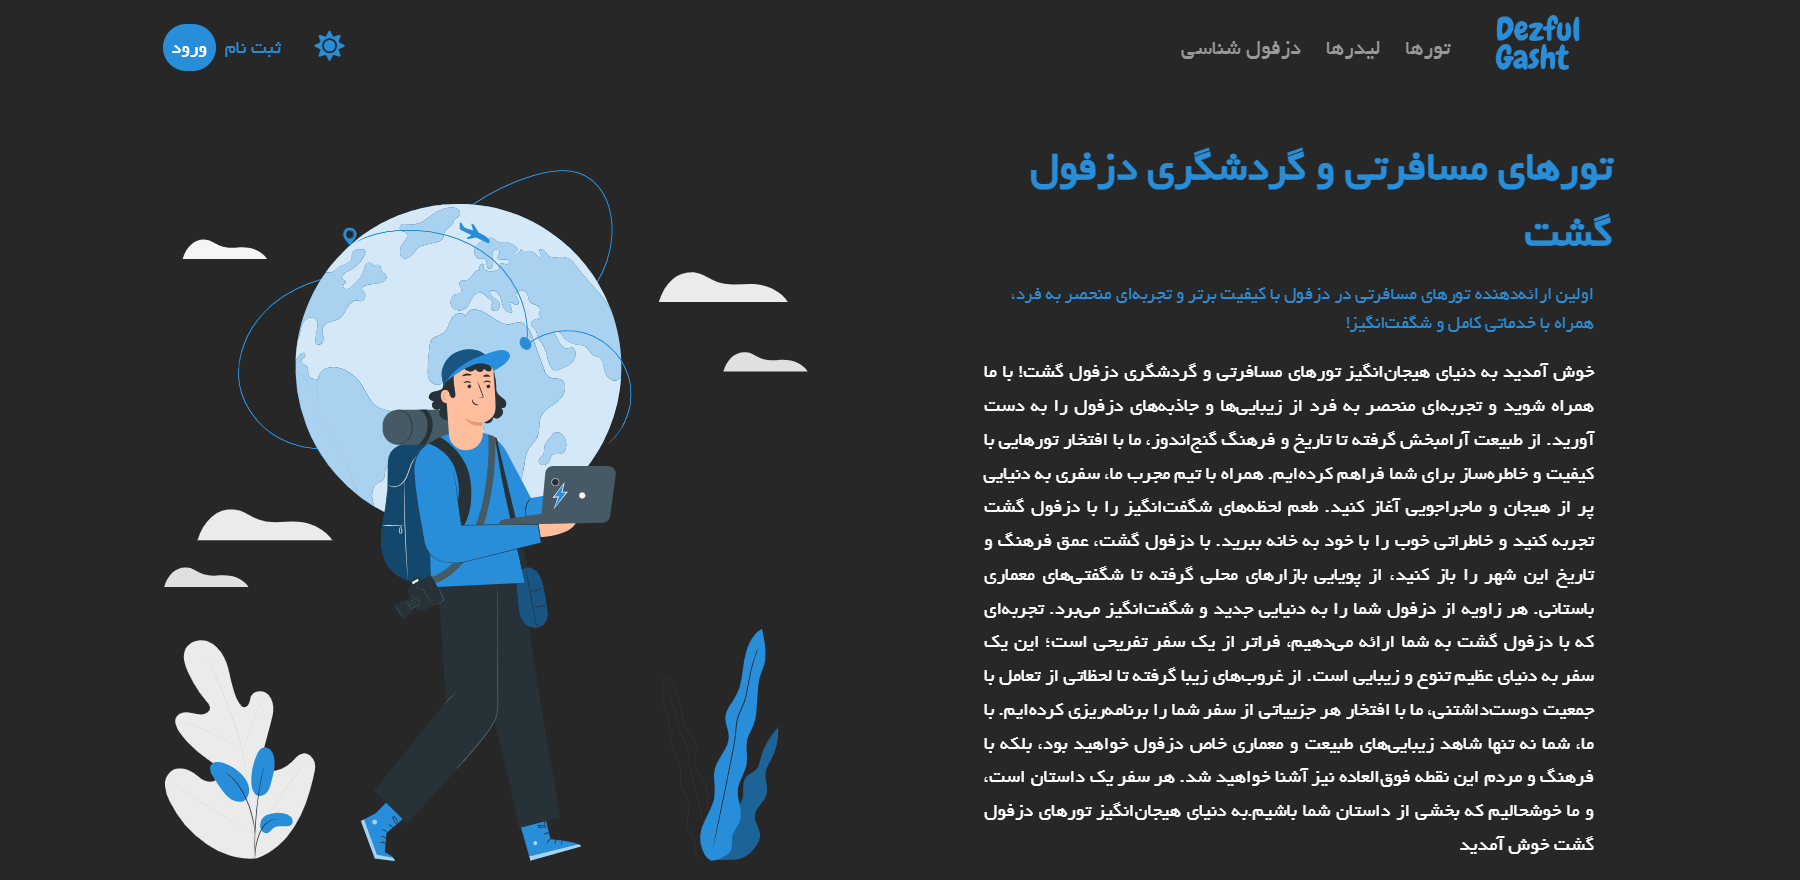 Dezful
Gasht
تورها
لیدرها
دزفول شناسی
ثبت نام
ورود
تورهای مسافرتی و گردشگری دزفول
گشت
اولین ارائه‌دهنده تورهای مسافرتی در دزفول با کیفیت برتر و تجربه‌ای منحصر به فرد،
همراه با خدماتی کامل و شگفت‌انگیز!
خوش آمدید به دنیای هیجان‌انگیز تورهای مسافرتی و گردشگری دزفول گشت! با ما
همراه شوید و تجربه‌ای منحصر به فرد از زیبایی‌ها و جاذبه‌های دزفول را به دست
آورید. از طبیعت آرامبخش گرفته تا تاریخ و فرهنگ گنج‌اندوز، ما با افتخار تورهایی با
کیفیت و خاطره‌ساز برای شما فراهم کرده‌ایم. همراه با تیم مجرب ما، سفری به دنیایی
پر از هیجان و ماجراجویی آغاز کنید. طعم لحظه‌های شگفت‌انگیز را با دزفول گشت
تجربه کنید و خاطراتی خوب را با خود به خانه ببرید. با دزفول گشت، عمق فرهنگ و
تاریخ این شهر را باز کنید، از پویایی بازارهای محلی گرفته تا شگفتی‌های معماری
باستانی. هر زاویه از دزفول شما را به دنیایی جدید و شگفت‌انگیز می‌برد. تجربه‌ای
که با دزفول گشت به شما ارائه می‌دهیم، فراتر از یک سفر تفریحی است؛ این یک
سفر به دنیای عظیم تنوع و زیبایی است. از غروب‌های زیبا گرفته تا لحظاتی از تعامل با
جمعیت دوست‌داشتنی، ما با افتخار هر جزییاتی از سفر شما را برنامه‌ریزی کرده‌ایم. با
ما، شما نه تنها شاهد زیبایی‌های طبیعت و معماری خاص دزفول خواهید بود، بلکه با
فرهنگ و مردم این نقطه فوق‌العاده نیز آشنا خواهید شد. هر سفر یک داستان است،
و ما خوشحالیم که بخشی از داستان شما باشیم.به دنیای هیجان‌انگیز تورهای دزفول
گشت خوش آمدید